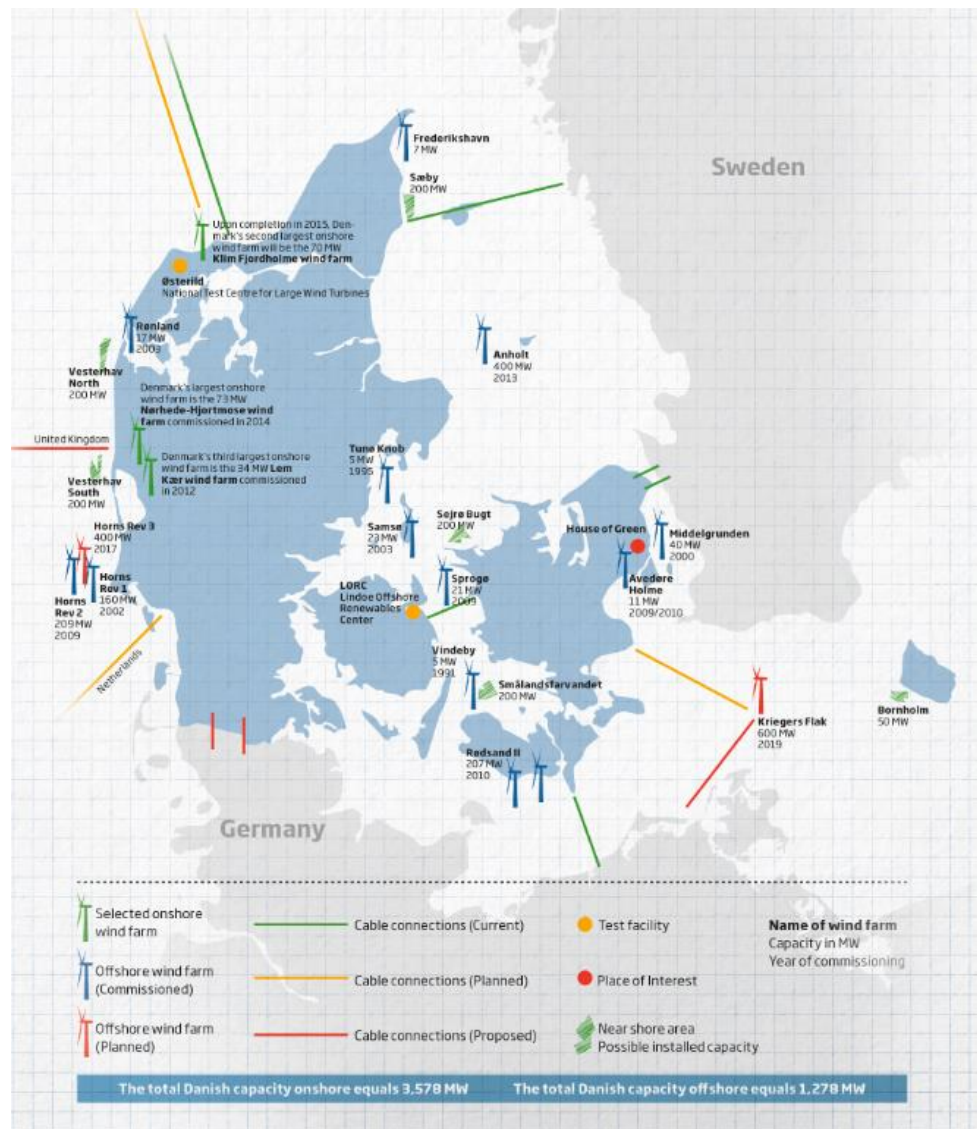 Frederikshavn
7 MW
Sæby
200 MW
Sweden
Upon completion in 2015, Den-
mark's second largest onshore
wind farm will be the 70 MW
Klim Fjordholme wind farm
Østerild
National Test Centre for Large Wind Turbines
Rønland
17 MW
2003
Vesterhav
North
200 MW
Anholt
400 MW
2013
Denmark's largest onshore
wind farm is the 73 MW
Nørhede-Hjortmose wind
farm commissioned in 2014
United Kingdom
Denmark's third largest onshore
wind farm is the 34 MW Lem
Kær wind farm commissioned
in 2012
Tunø Knob
5 MW
1995
Vesterhav
South
200 MW
Horns Rev 3
400 MW
2017
Samsø
23 MW
2003
Sejrø Bugt
200 MW
House of Green
Middelgrunden
40 MW
2000
Horns
Rev 1
160 MW
2002
Horns
Rev 2
209 MW
2009
LORC
Lindoe Offshore
Renewables
Center
Sprogø
21 MW
2009
Avedøre
Holme
11 MW
2009/2010
Netherlands
Vindeby
5 MW
1991
Smålandsfarvandet
200 MW
Kriegers Flak
600 MW
2019
Bornholm
50 MW
Rødsand II
207 MW
2010
Germany
Selected onshore
wind farm
Cable connections (Current)
Test facility
Name of wind farm
Capacity in MW
Year of commissioning
Offshore wind farm
(Commissioned)
Cable connections (Planned)
Place of Interest
Offshore wind farm
(Planned)
Cable connections (Proposed)
Near shore area
Possible installed capacity
The total Danish capacity onshore equals 3,578 MW
The total Danish capacity offshore equals 1,278 MW